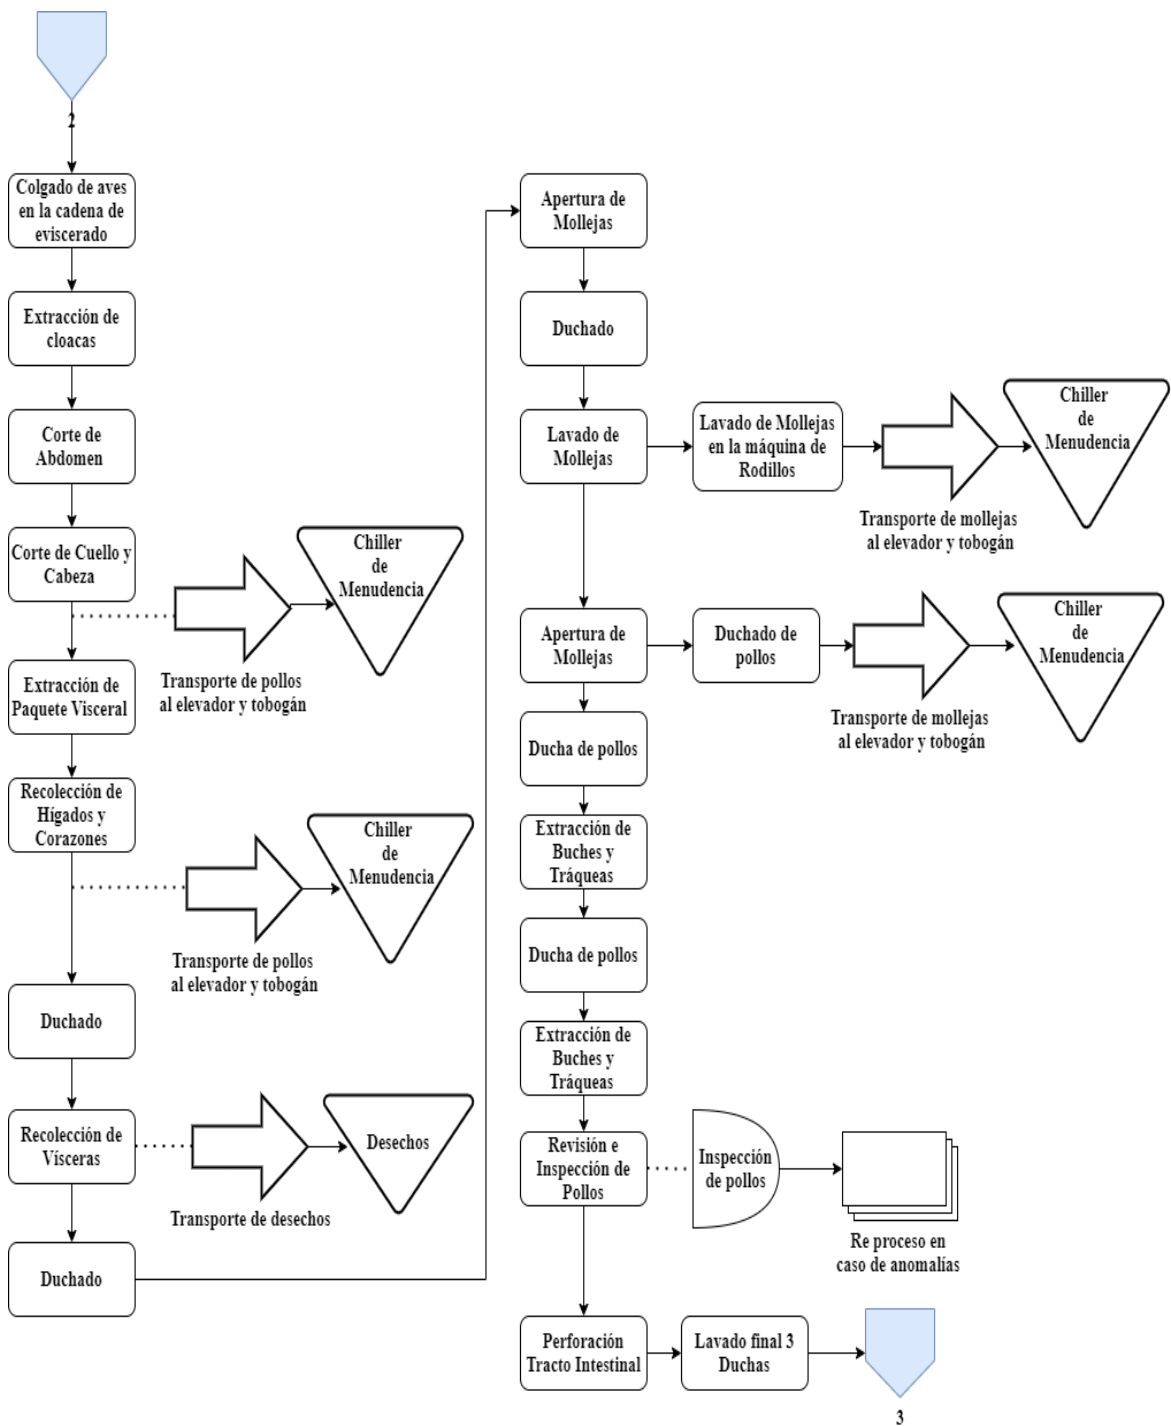 2
Colgado de aves
en la cadena de
eviscerado
Extracción de
cloacas
Corte de
Abdomen
Corte de Cuello y
Cabeza
Transporte de pollos
al elevador y tobogán
Chiller
de
Menudencia
Extracción de
Paquete Visceral
Recolección de
Hígados y
Corazones
Transporte de pollos
al elevador y tobogán
Chiller
de
Menudencia
Duchado
Recolección de
Vísceras
Transporte de desechos
Desechos
Duchado
Apertura de
Mollejas
Duchado
Lavado de
Mollejas
Lavado de Mollejas
en la máquina de
Rodillos
Transporte de mollejas
al elevador y tobogán
Chiller
de
Menudencia
Apertura de
Mollejas
Duchado de
pollos
Transporte de mollejas
al elevador y tobogán
Chiller
de
Menudencia
Ducha de pollos
Extracción de
Buches y
Tráqueas
Ducha de pollos
Extracción de
Buches y
Tráqueas
Revisión e
Inspección de
Pollos
Inspección
de pollos
Re proceso en
caso de anomalías
Perforación
Tracto Intestinal
Lavado final 3
Duchas
3